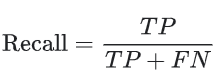 Recall = TP / (TP + FN)